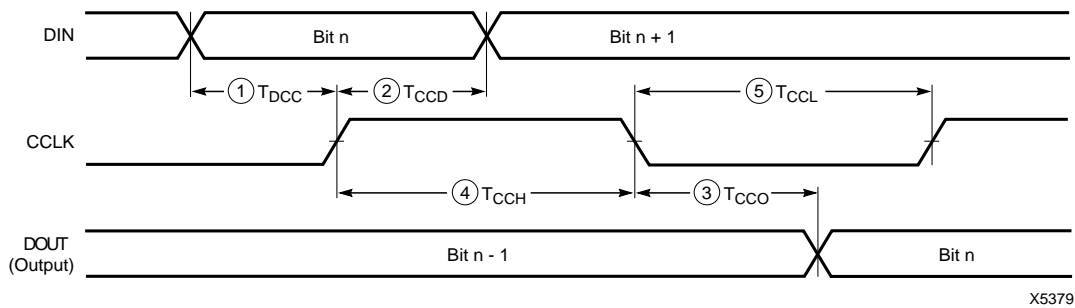 DIN
Bit n
Bit n + 1
1 TDCC
2 TCCD
5 TCCL
CCLK
4 TCCH
3 TCCO
DOUT
(Output)
Bit n - 1
Bit n
X5379